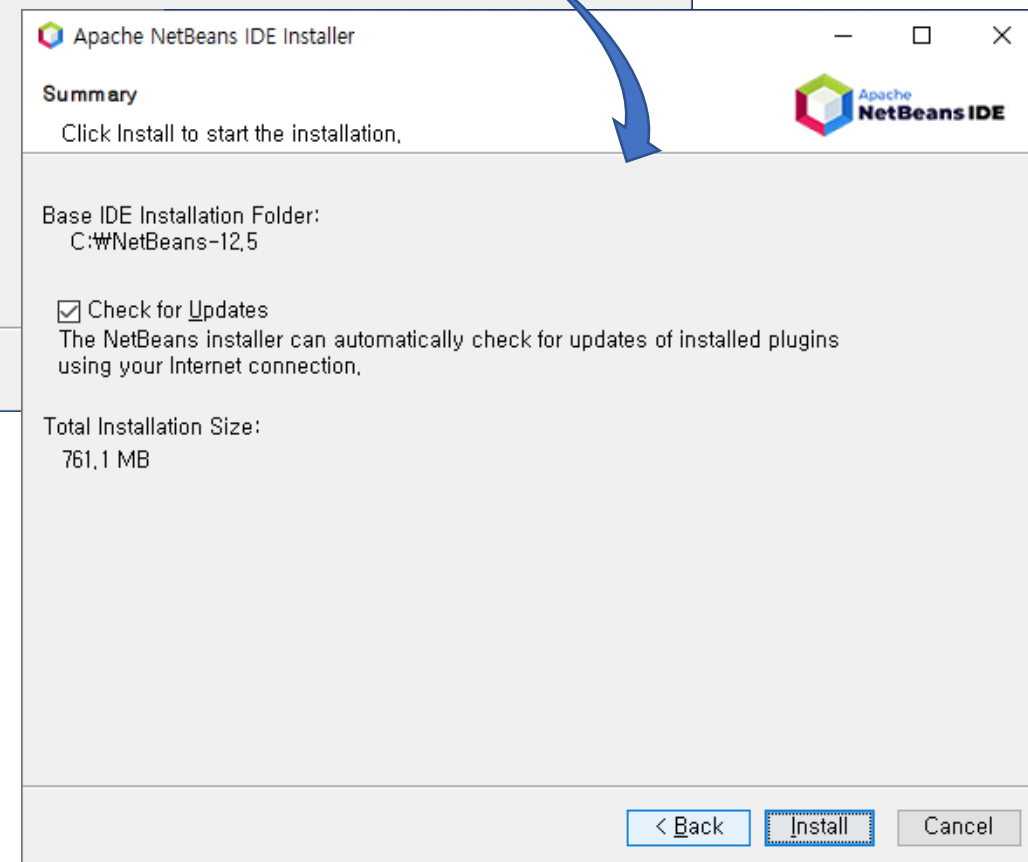 Apache NetBeans IDE Installer
Summary
Click Install to start the installation.
Apache
NetBeans IDE
Base IDE Installation Folder:
C:₩NetBeans-12.5
Check for Updates
The NetBeans installer can automatically check for updates of installed plugins
using your Internet connection.
Total Installation Size:
761.1 MB
< Back
Install
Cancel